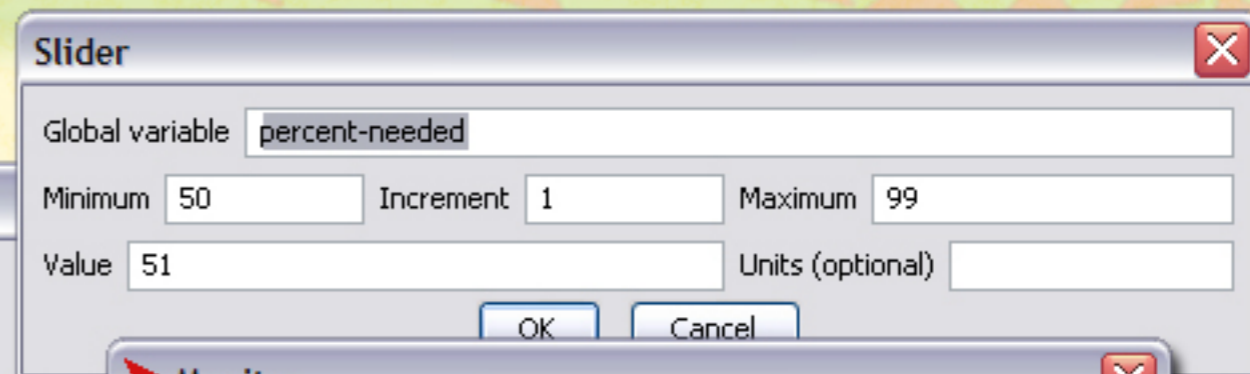 Slider
Global variable percent-needed
Minimum 50 Increment 1 Maximum 99
Value 51 Units (optional)
OK Cancel